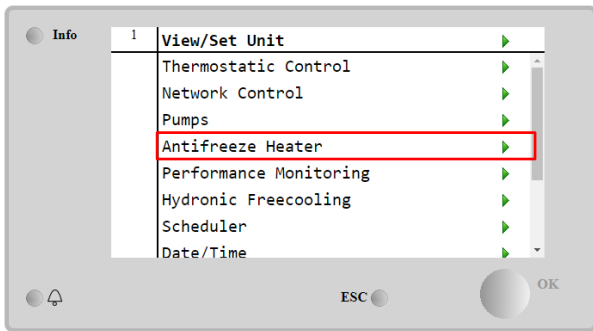 Info
1 View/Set Unit
Thermostatic Control
Network Control
Pumps
Antifreeze Heater
Performance Monitoring
Hydronic Freecooling
Scheduler
Date/Time
ESC
OK